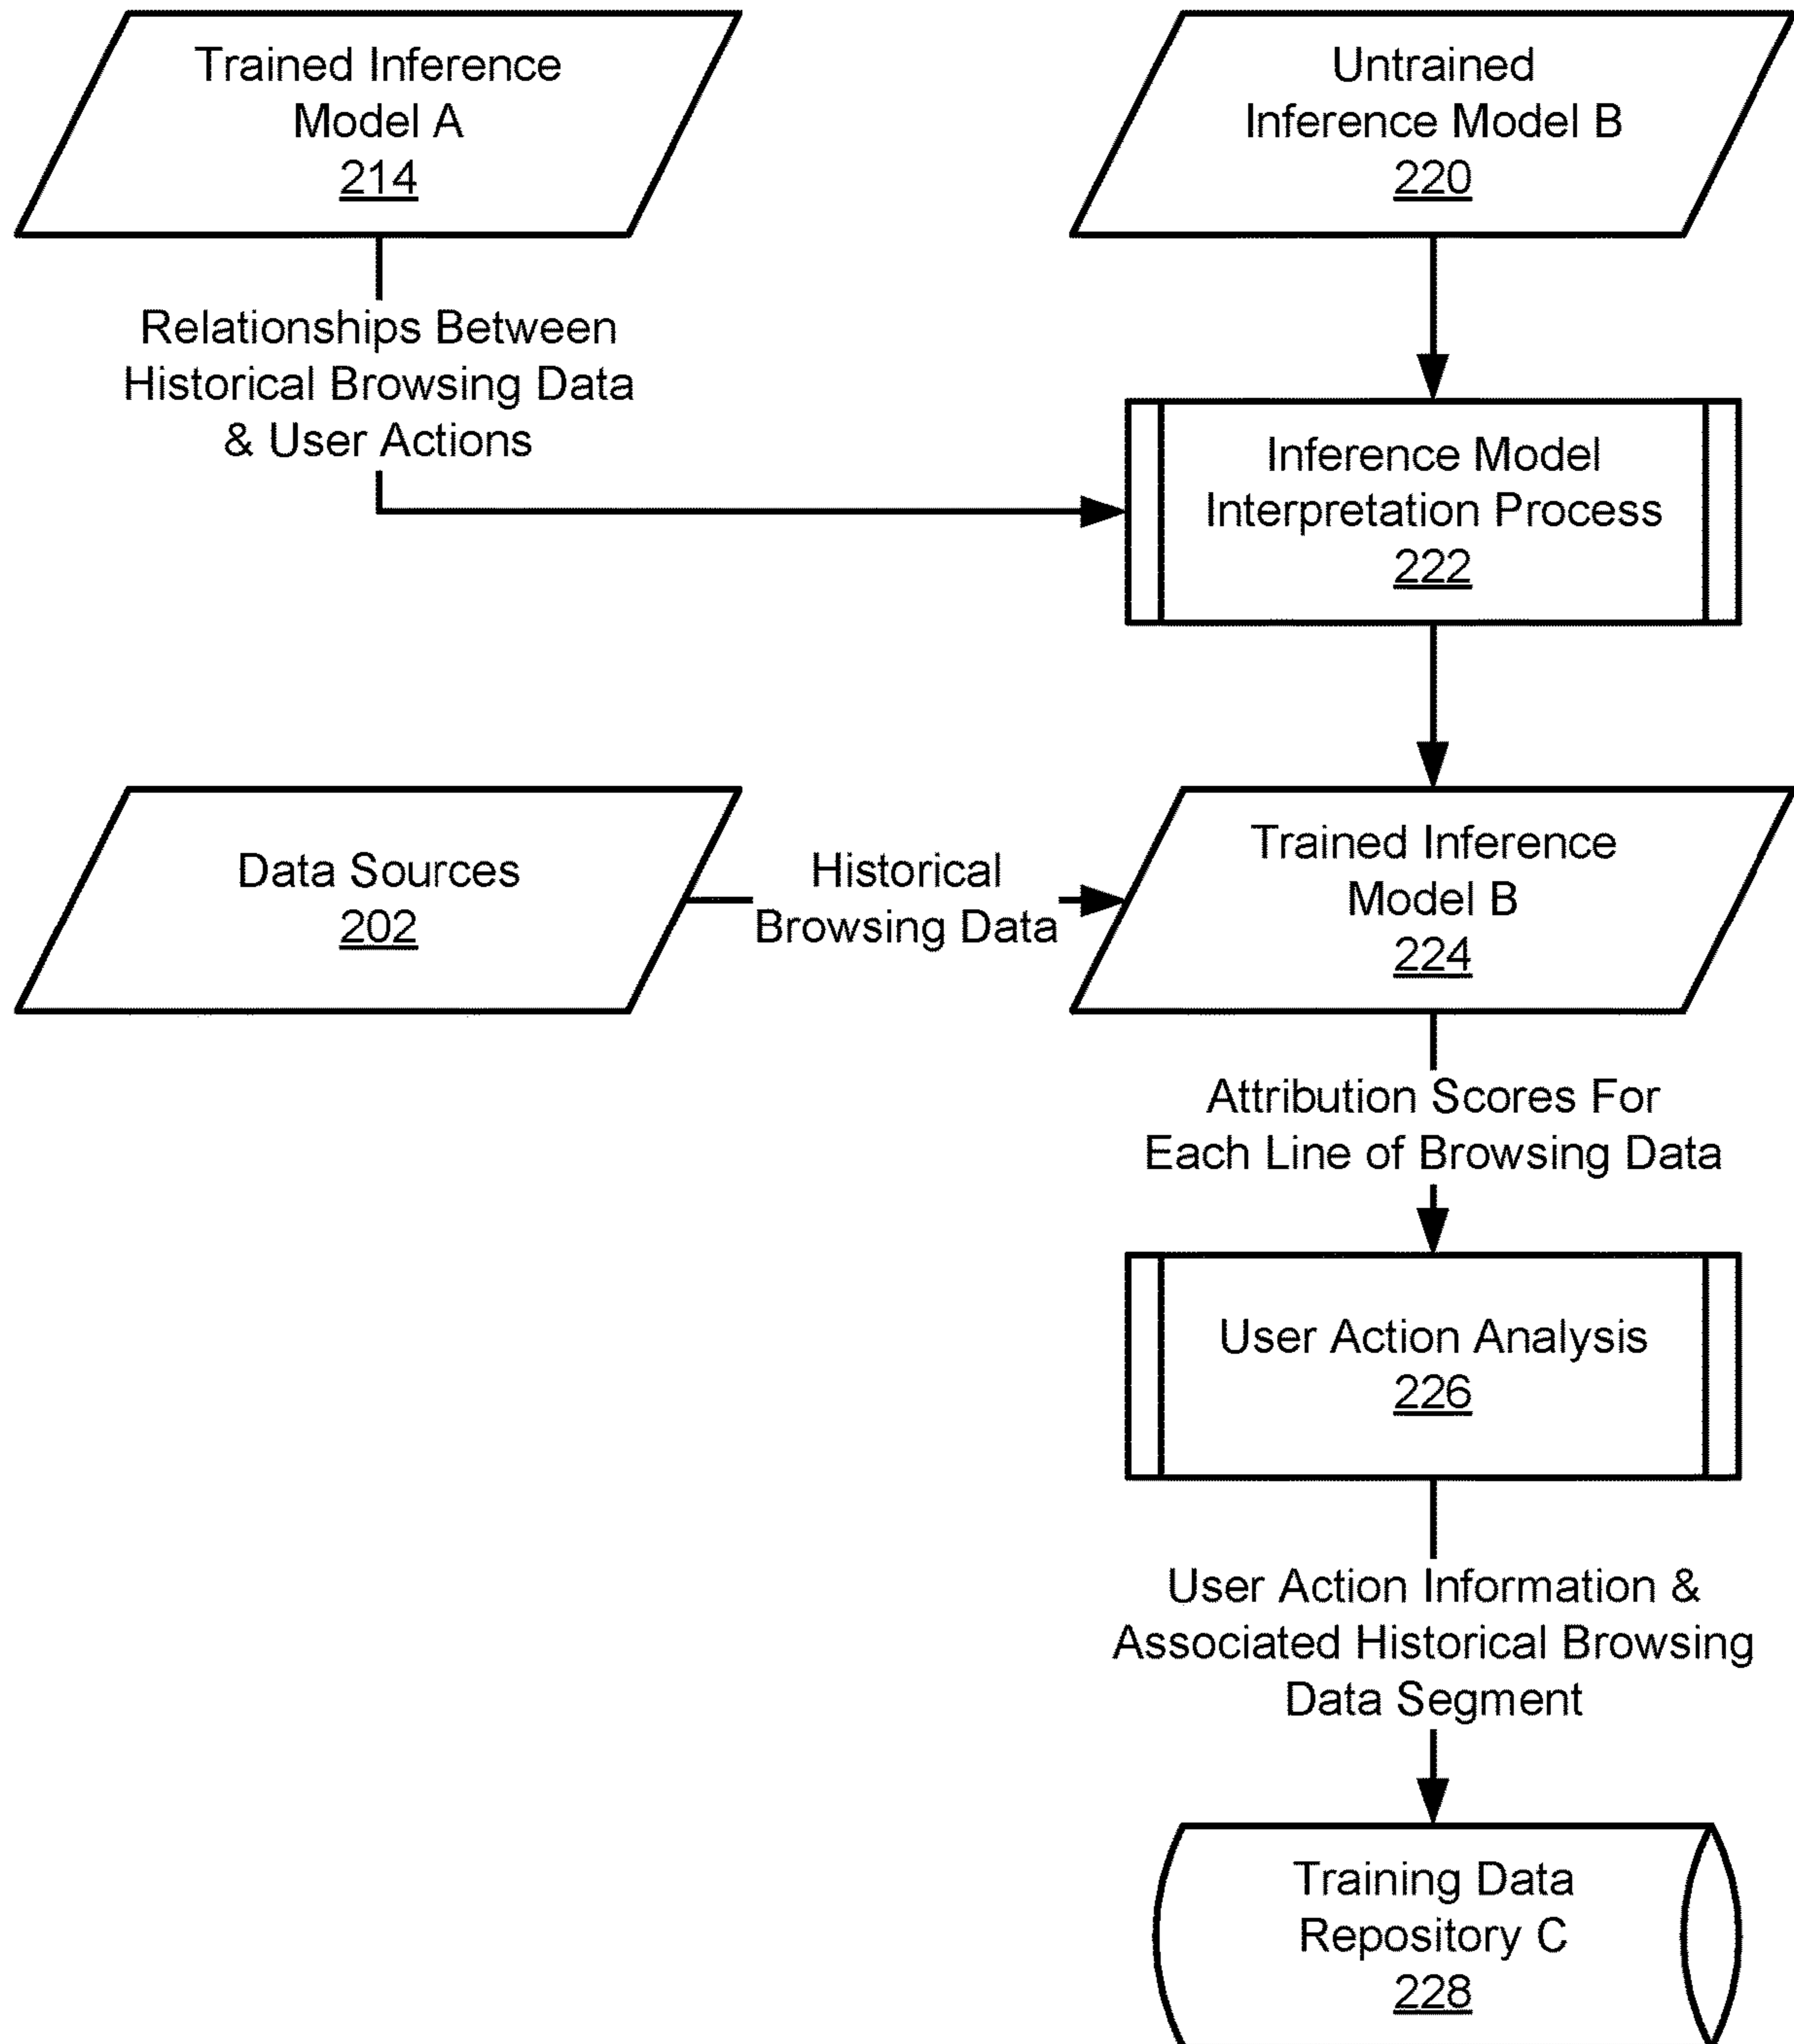 Trained Inference
Model A
214
Untrained
Inference Model B
220
Relationships Between
Historical Browsing Data
& User Actions
Inference Model
Interpretation Process
222
Data Sources
202
Historical
Browsing Data
Trained Inference
Model B
224
Attribution Scores For
Each Line of Browsing Data
User Action Analysis
226
User Action Information &
Associated Historical Browsing
Data Segment
Training Data
Repository C
228